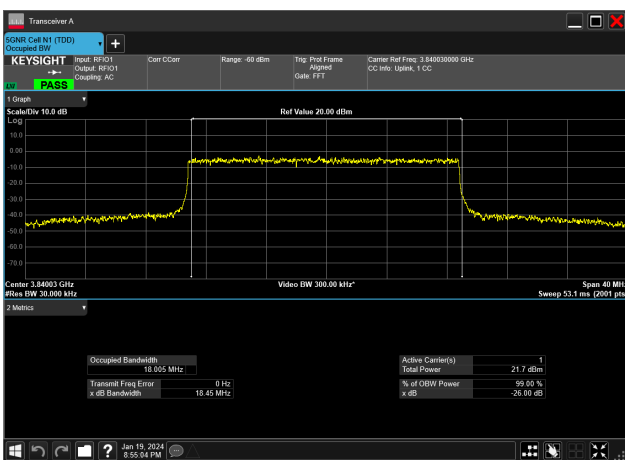 Transceiver A
5GNR Cell N1 (TDD)
Occupied BW
KEYSIGHT
LXI
PASS
Input: RFIO1
Output: RFIO1
Coupling: AC
Corr CCorr
Range: -60 dBm
Trig: Prot Frame
Aligned
Gate: FFT
Carrier Ref Freq: 3.840030000 GHz
CC Info: Uplink, 1 CC
1 Graph
Scale/Div 10.0 dB
Ref Value 20.00 dBm
Log
10.0
0.00
-10.0
-20.0
-30.0
-40.0
-50.0
-60.0
-70.0
Center 3.84003 GHz
#Res BW 30.000 kHz
Video BW 300.00 kHz*
Span 40 MHz
Sweep 53.1 ms (2001 pts
2 Metrics
Occupied Bandwidth
18.005 MHz
Transmit Freq Error 0 Hz
x dB Bandwidth 18.45 MHz
Active Carrier(s) 1
Total Power 21.7 dBm
% of OBW Power 99.00 %
x dB -26.00 dB
Jan 19, 2024
8:55:04 PM